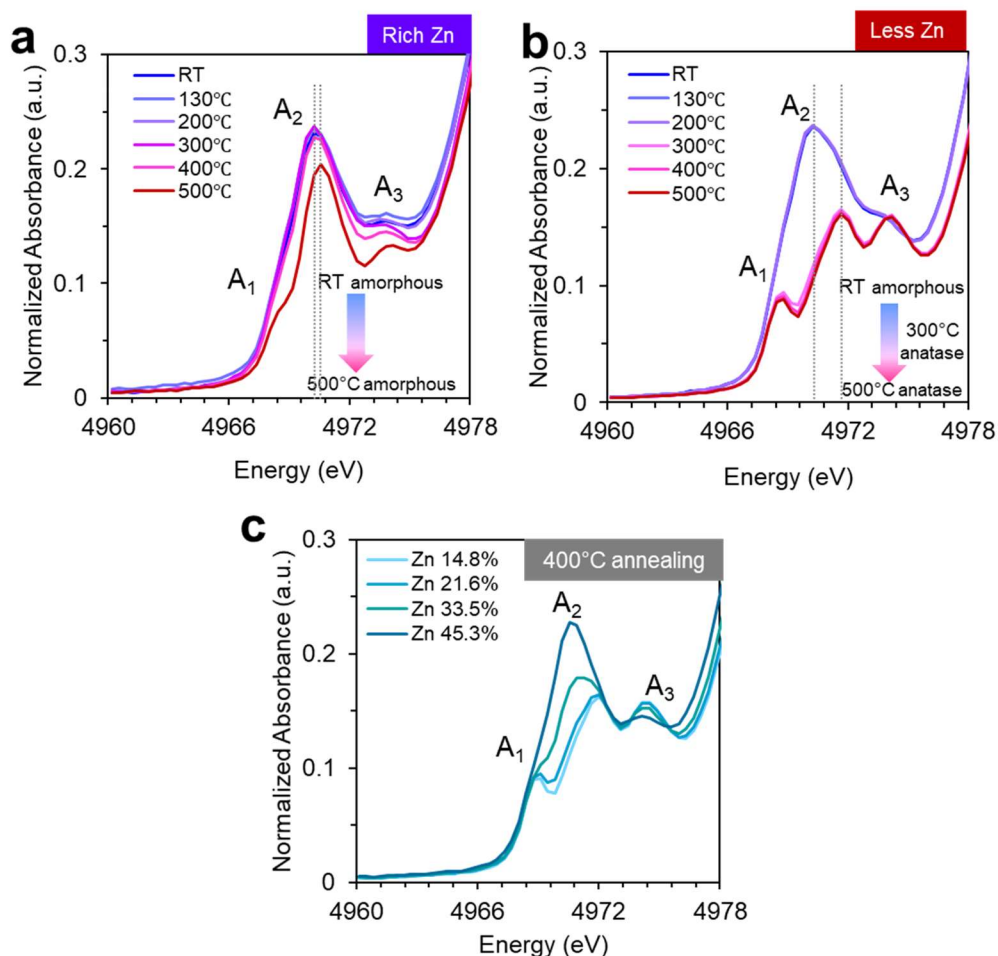 a
Rich Zn
0.3
0.2
0.1
0
Normalized Absorbance (a.u.)
RT
130℃
200℃
300℃
400℃
500℃
A₂
A₃
A₁
RT amorphous
500°C amorphous
4960
4966
4972
4978
Energy (eV)
b
Less Zn
0.3
0.2
0.1
0
Normalized Absorbance (a.u.)
RT
130℃
200℃
300℃
400℃
500℃
A₂
A₃
A₁
RT amorphous
300°C
anatase
500°C anatase
4960
4966
4972
4978
Energy (eV)
c
400°C annealing
0.3
0.2
0.1
0
Normalized Absorbance (a.u.)
Zn 14.8%
Zn 21.6%
Zn 33.5%
Zn 45.3%
A₂
A₃
A₁
4960
4966
4972
4978
Energy (eV)